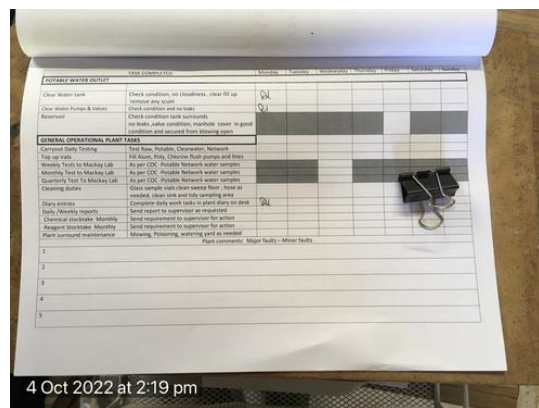 TASK COMPLETED Monday Tuesday Wednesday Thursday Friday Saturday Sunday
POTABLE WATER OUTLET
Clear Water tank Check condition, no cloudiness , clear fill up
remove any scum
Clear Water Pumps & Valves Check condition and no leaks
Reservoir Check condition tank surrounds
no leaks ,valve condition, manhole cover in good
condition and secured from blowing open
GENERAL OPERATIONAL PLANT TASKS
Carryout Daily Testing Test Raw, Potable, Clearwater, Network
Top up Vats Fill Alum, Poly, Chlorine flush pumps and lines
Weekly Tests to Mackay Lab As per COC -Potable Network water samples
Monthly Test to Mackay Lab As per COC -Potable Network water samples
Quarterly Test To Mackay Lab As per COC -Potable Network water samples
Cleaning duties Glass sample vials clean sweep floor , hose as
needed, clean sink and tidy sampling area
Diary entries Complete daily work tasks in plant diary on desk
Daily /Weekly reports Send report to supervisor as requested
Chemical stocktake Monthly Send requirement to supervisor for action
Reagent Stocktake Monthly Send requirement to supervisor for action
Plant surround maintenance Mowing, Poisoning, watering yard as needed
Plant comments Major faults – Minor faults
1
2
3
4
5
4 Oct 2022 at 2:19 pm